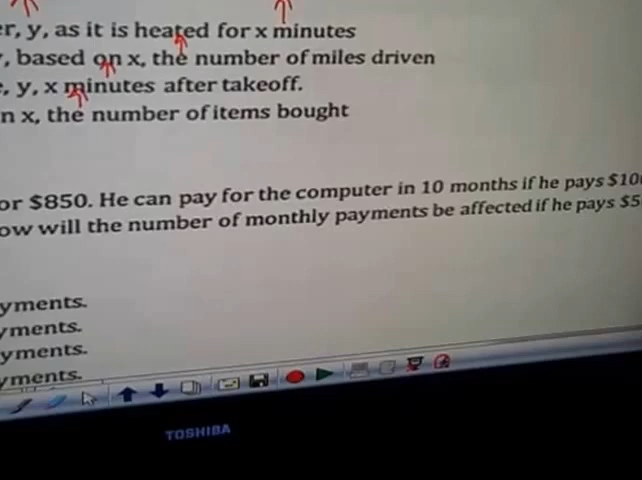 er, y, as it is heated for x minutes
, based on x, the number of miles driven
, y, x minutes after takeoff.
n x, the number of items bought
or $850. He can pay for the computer in 10 months if he pays $10
ow will the number of monthly payments be affected if he pays $5
yments.
yments.
yments.
yments.
TOSHIBA